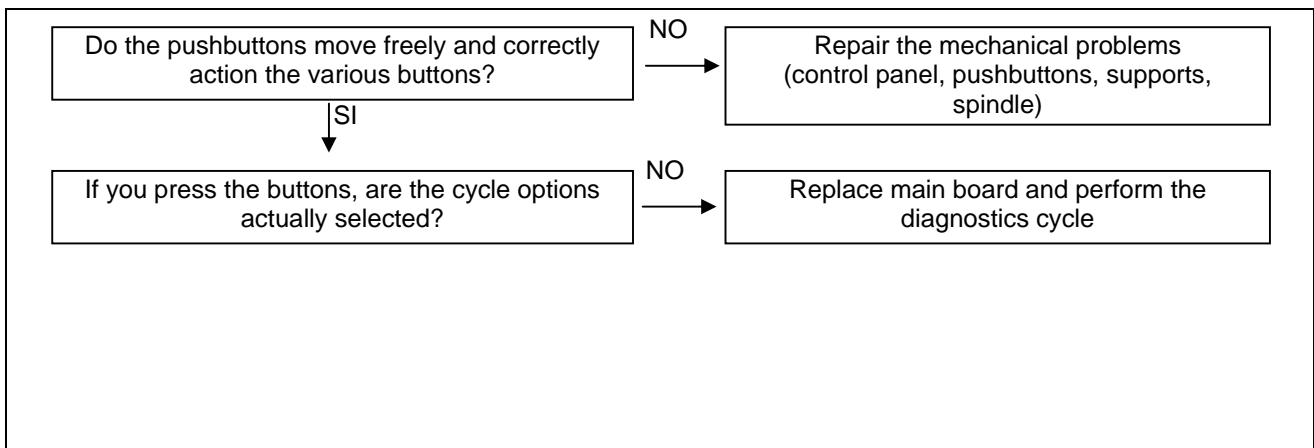 Do the pushbuttons move freely and correctly
action the various buttons?
NO
Repair the mechanical problems
(control panel, pushbuttons, supports,
spindle)
SI
If you press the buttons, are the cycle options
actually selected?
NO
Replace main board and perform the
diagnostics cycle